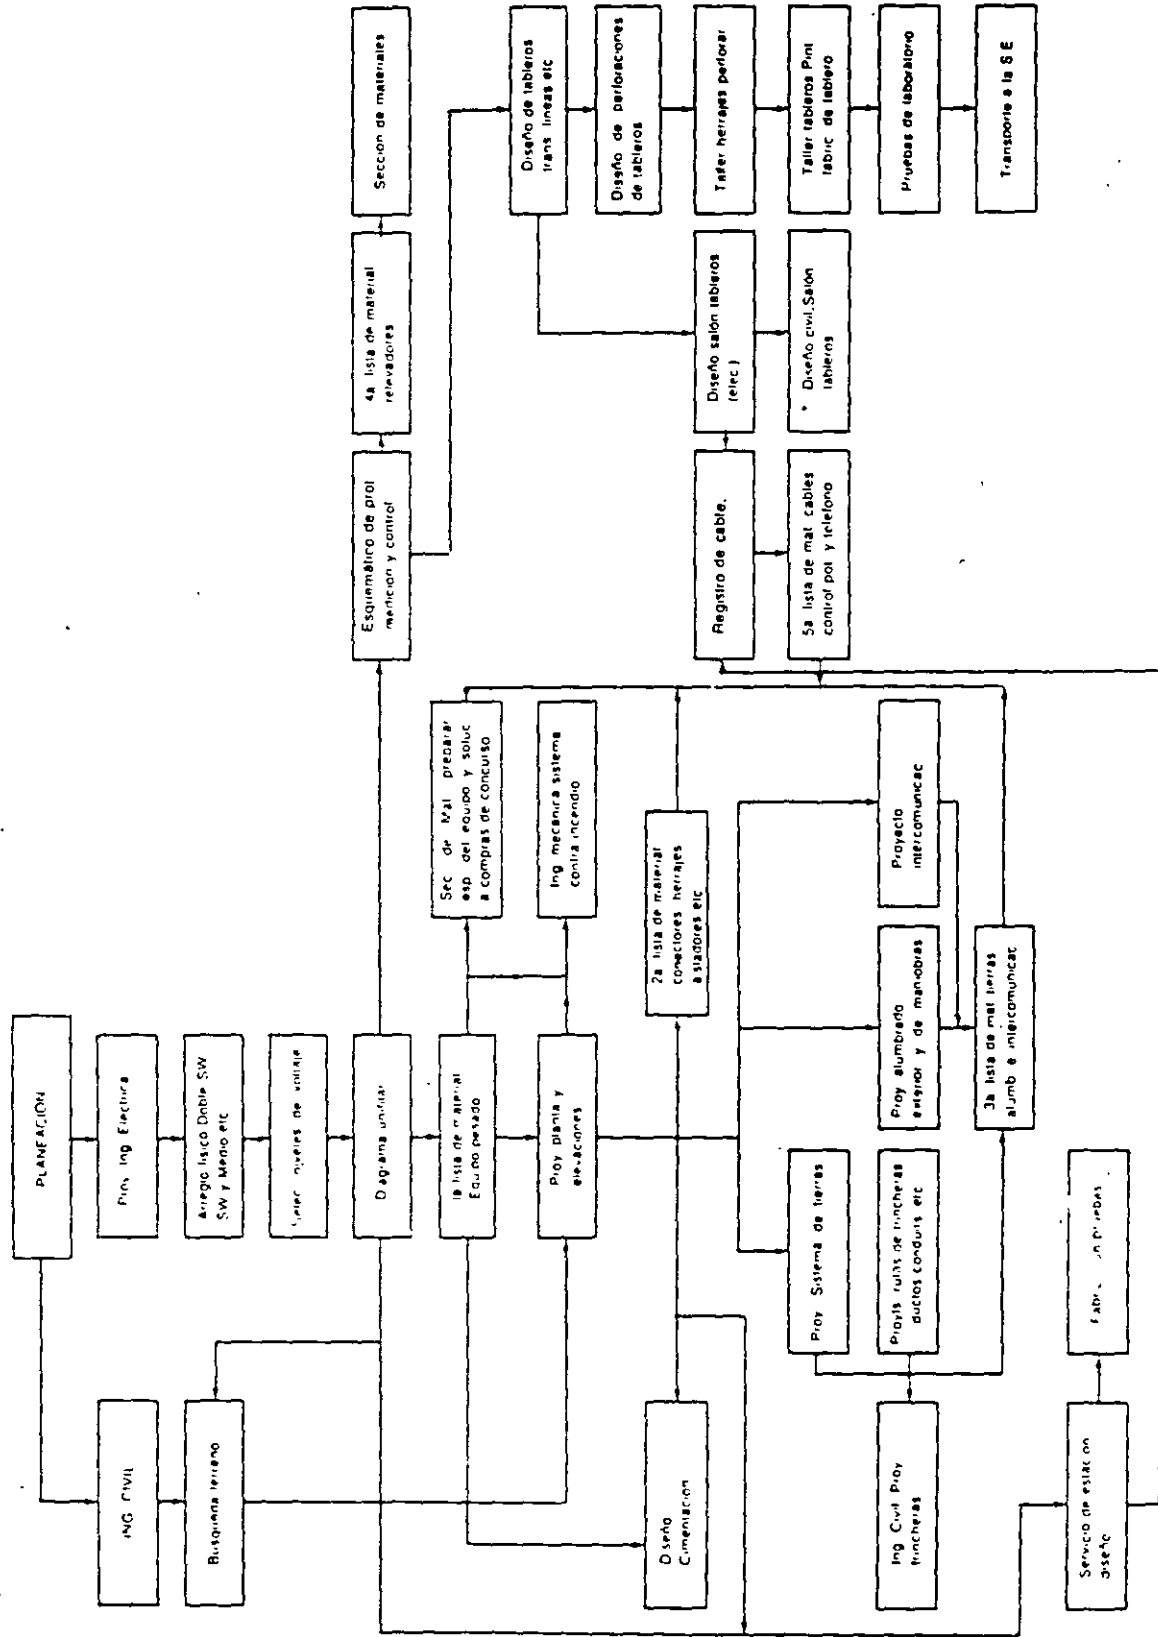 PLANEACION
ING CIVIL
Proy Ing Electrica
Busqueda terreno
Arreglo fisico Doble SW
SW y Medio etc
niveles de voltaje
Diagrama unifilar
Esquemático de prot
medicion y control
4a lista de material
relevadores
Sección de materiales
1a lista de material
Equipo pesado
Sec de Mat preparar
esp del equipo y soluc
a compras de concurso
Proy planta y
elevaciones
Ing mecánica sistema
contra incendio
Diseño de tableros
trans lineas etc
Diseño de perforaciones
de tableros
Diseño
Cimentacion
2a lista de material
conectores herrajes
aisladores etc
Registro de cable.
Diseño salón tableros
(elec)
Taller herrajes perforar
Proy Sistema de tierras
5a lista de mat cables
control pot y telefono
* Diseño civil. Salón
tableros
Taller tableros Pint
fabric de tablero
Ing Civil Proy
trincheras
Proyts rutas de trincheras
ductos conduits etc
Proy alumbrado
exterior y de maniobras
Proyecto
intercomunicac
Pruebas de laboratorio
3a lista de mat tierras
alumb e intercomunicac
Transporte a la S E
Servicio de estacion
diseño